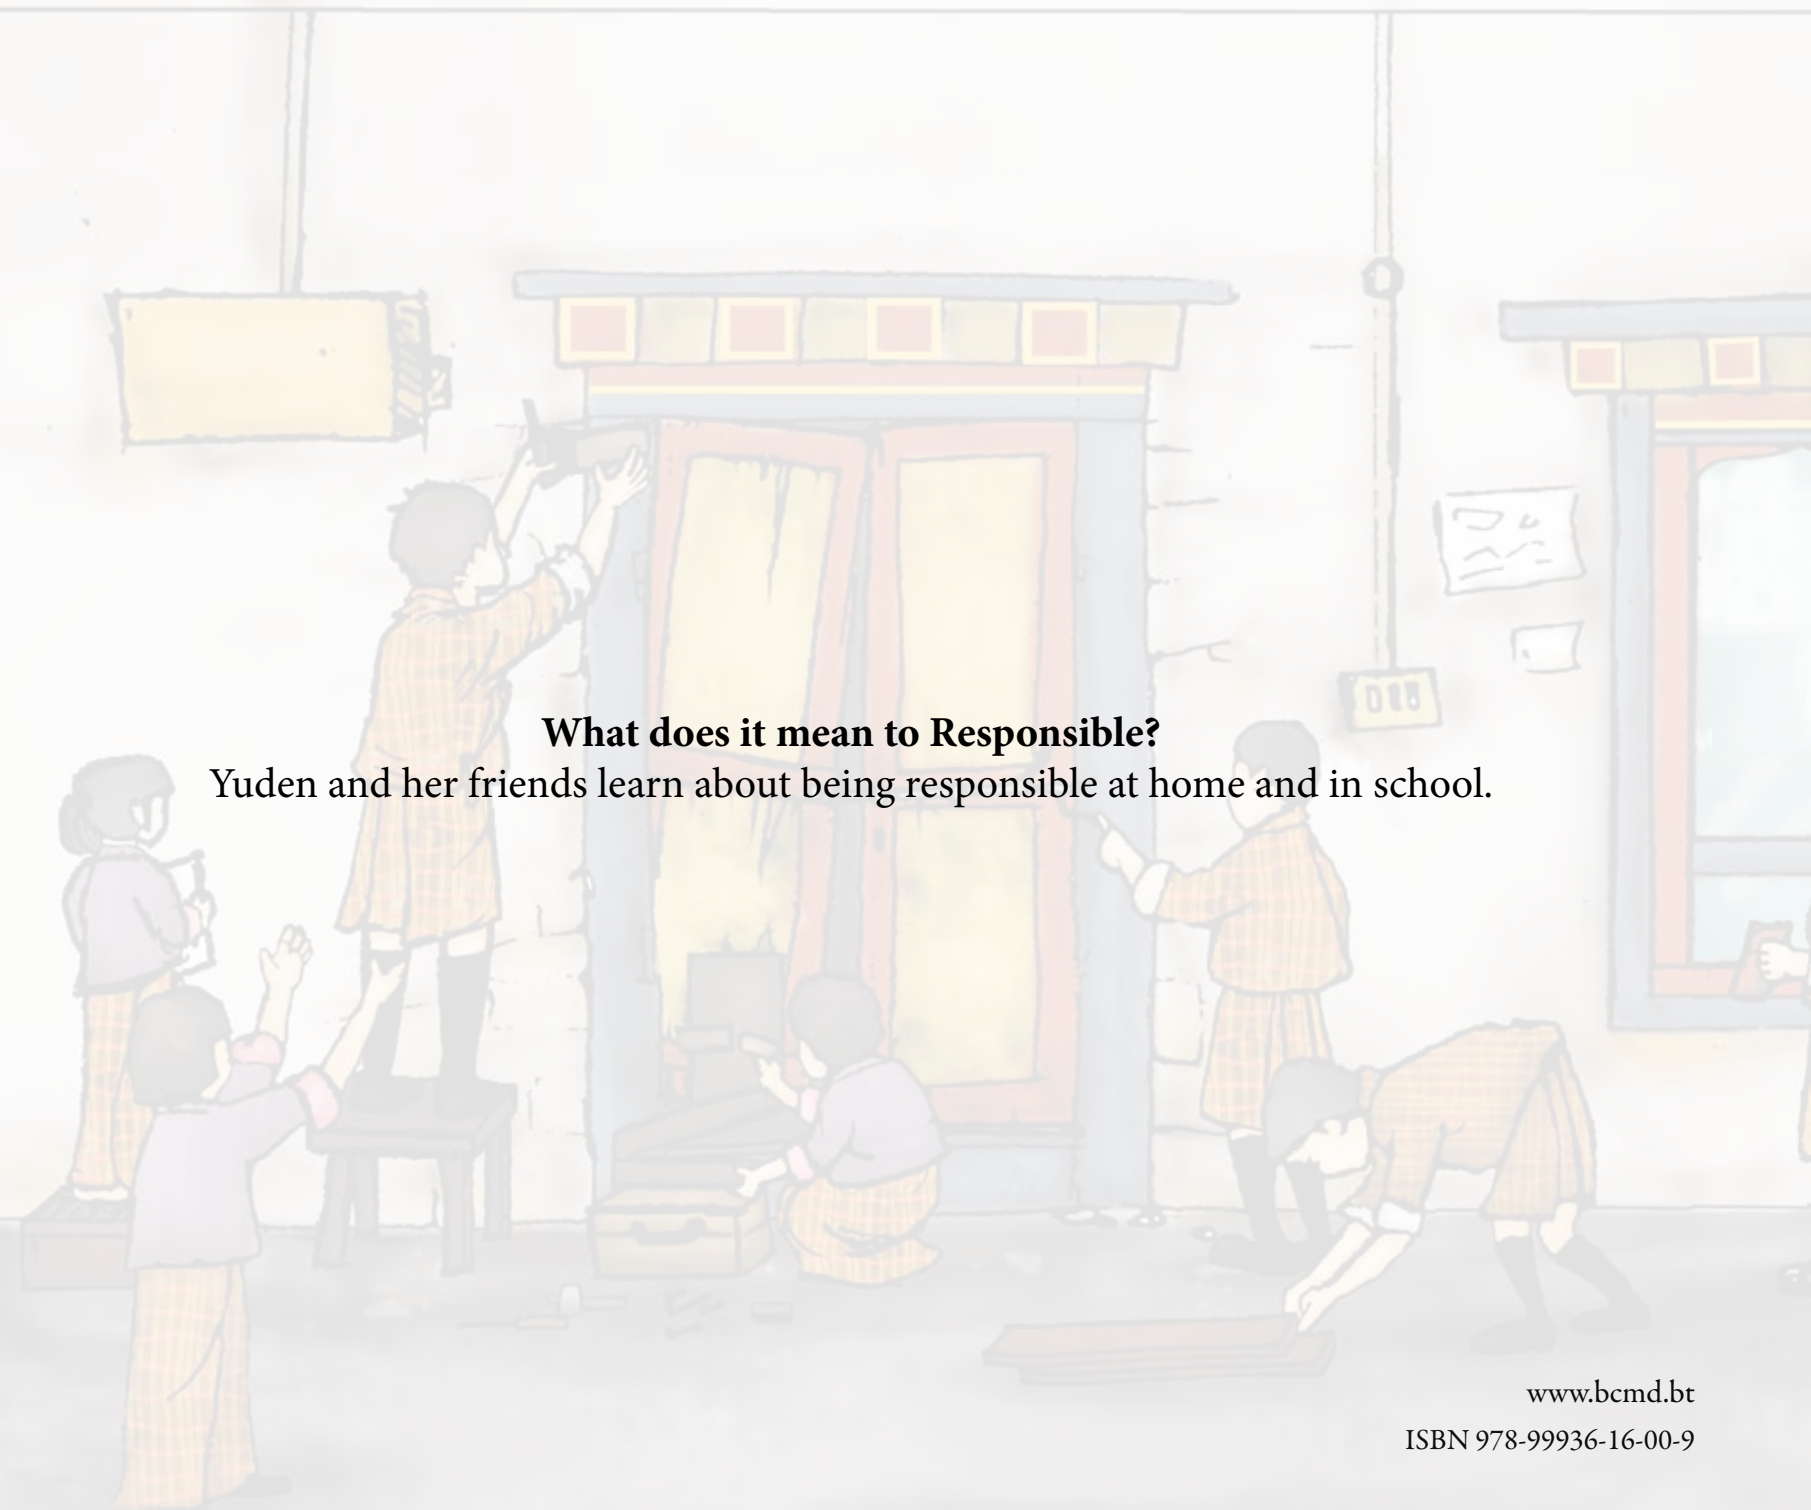 What does it mean to Responsible?
Yuden and her friends learn about being responsible at home and in school.
www.bcmd.bt
ISBN 978-99936-16-00-9